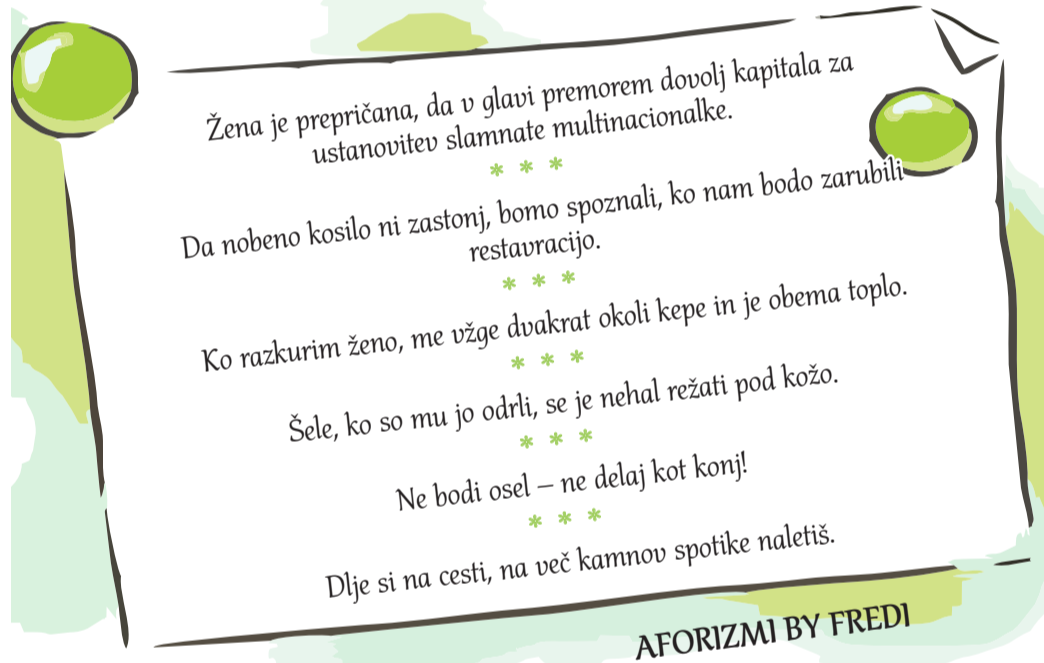 Žena je prepričana, da v glavi premorem dovolj kapitala za
ustanovitev slamnate multinacionalke.
* * *
Da nobeno kosilo ni zastonj, bomo spoznali, ko nam bodo zarubili
restavracijo.
* * *
Ko razkurim ženo, me vžge dvakrat okoli kepe in je obema toplo.
* * *
Šele, ko so mu jo odrli, se je nehal režati pod kožo.
* * *
Ne bodi osel – ne delaj kot konj!
* * *
Dlje si na cesti, na več kamnov spotike naletiš.
AFORIZMI BY FREDI